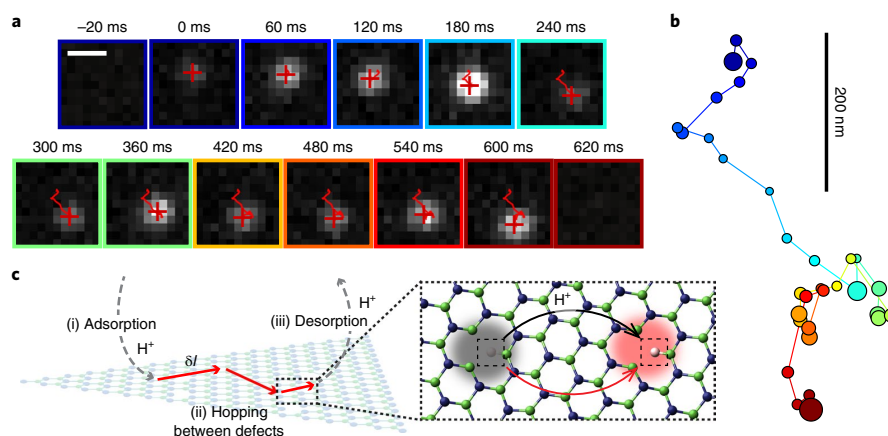 a
–20 ms 0 ms 60 ms 120 ms 180 ms 240 ms
300 ms 360 ms 420 ms 480 ms 540 ms 600 ms 620 ms
b
200 nm
c
(i) Adsorption
H⁺
δl
(ii) Hopping
between defects
H⁺
(iii) Desorption
H⁺